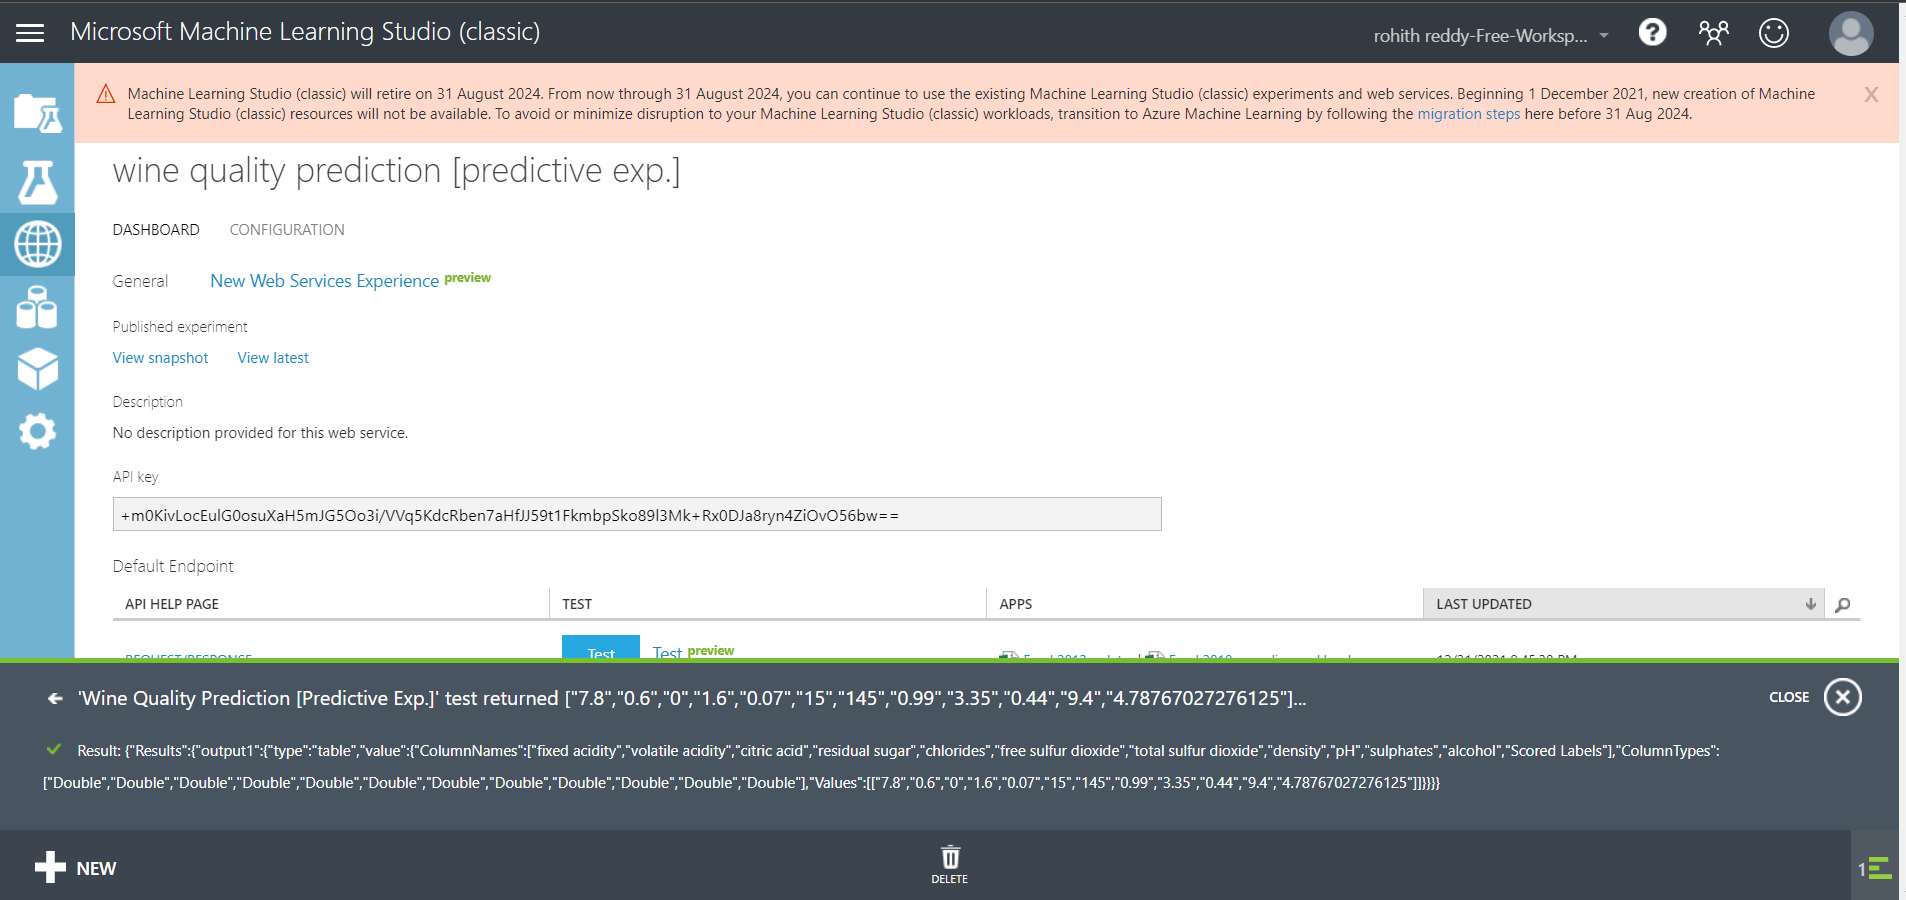 Microsoft Machine Learning Studio (classic)
rohith reddy-Free-Worksp...
Machine Learning Studio (classic) will retire on 31 August 2024. From now through 31 August 2024, you can continue to use the existing Machine Learning Studio (classic) experiments and web services. Beginning 1 December 2021, new creation of Machine
Learning Studio (classic) resources will not be available. To avoid or minimize disruption to your Machine Learning Studio (classic) workloads, transition to Azure Machine Learning by following the migration steps here before 31 Aug 2024.
X
wine quality prediction [predictive exp.]
DASHBOARD CONFIGURATION
General New Web Services Experience preview
Published experiment
View snapshot View latest
Description
No description provided for this web service.
API key
+m0KivLocEulG0osuXaH5mJG5Oo3i/VVq5KdcRben7aHfJJ59t1FkmbpSko89l3Mk+Rx0DJa8ryn4ZiOvO56bw==
Default Endpoint
API HELP PAGE TEST APPS LAST UPDATED
REQUEST/RESPONSE Test Test preview
'Wine Quality Prediction [Predictive Exp.]' test returned ["7.8","0.6","0","1.6","0.07","15","145","0.99","3.35","0.44","9.4","4.78767027276125"]...
CLOSE
Result: {"Results":{"output1":{"type":"table","value":{"ColumnNames":["fixed acidity","volatile acidity","citric acid","residual sugar","chlorides","free sulfur dioxide","total sulfur dioxide","density","pH","sulphates","alcohol","Scored Labels"],"ColumnTypes":
["Double","Double","Double","Double","Double","Double","Double","Double","Double","Double","Double","Double"],"Values":[["7.8","0.6","0","1.6","0.07","15","145","0.99","3.35","0.44","9.4","4.78767027276125"]]}}}}
NEW
DELETE
1